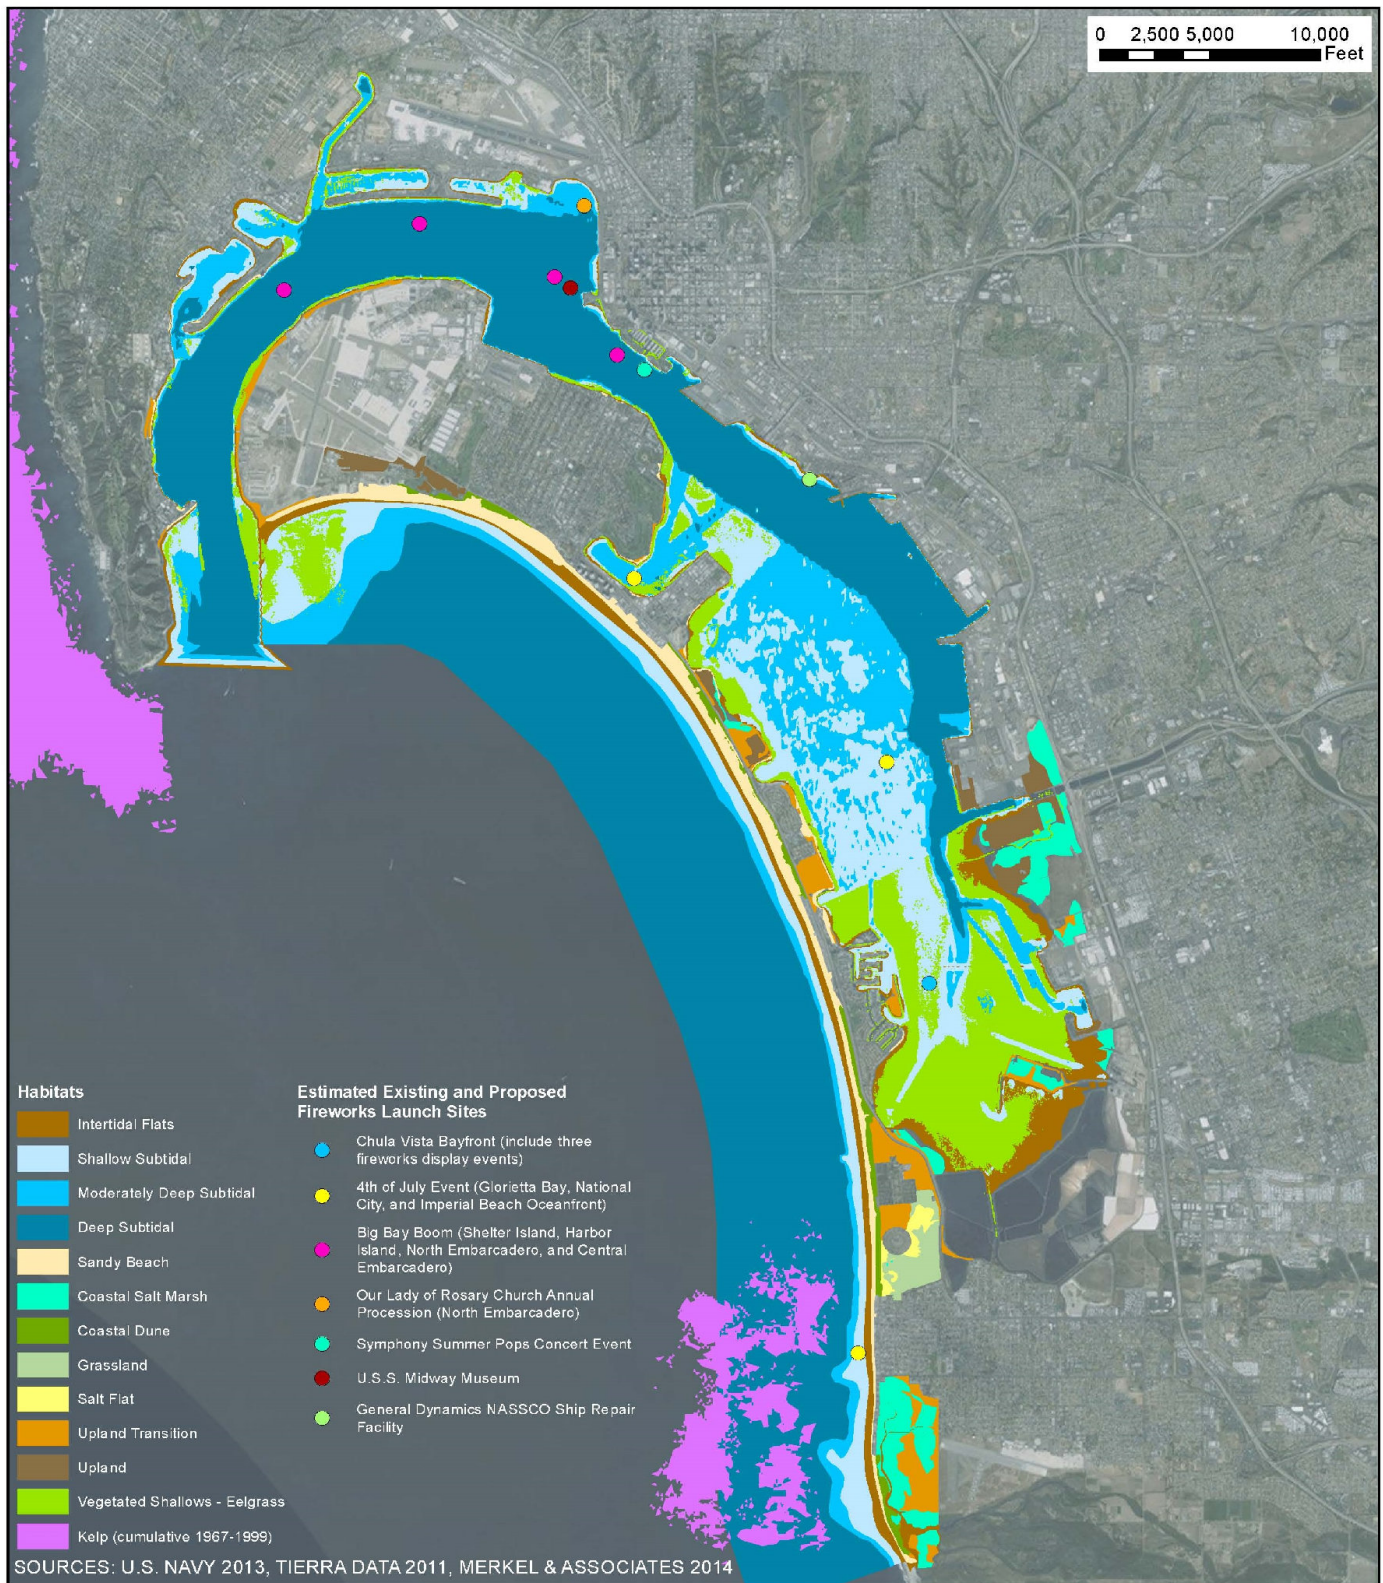 0 2,500 5,000 10,000
Feet
Habitats
Intertidal Flats
Shallow Subtidal
Moderately Deep Subtidal
Deep Subtidal
Sandy Beach
Coastal Salt Marsh
Coastal Dune
Grassland
Salt Flat
Upland Transition
Upland
Vegetated Shallows - Eelgrass
Kelp (cumulative 1967-1999)
Estimated Existing and Proposed
Fireworks Launch Sites
Chula Vista Bayfront (include three
fireworks display events)
4th of July Event (Glorietta Bay, National
City, and Imperial Beach Oceanfront)
Big Bay Boom (Shelter Island, Harbor
Island, North Embarcadero, and Central
Embarcadero)
Our Lady of Rosary Church Annual
Procession (North Embarcadero)
Symphony Summer Pops Concert Event
U.S.S. Midway Museum
General Dynamics NASSCO Ship Repair
Facility
SOURCES: U.S. NAVY 2013, TIERRA DATA 2011, MERKEL & ASSOCIATES 2014